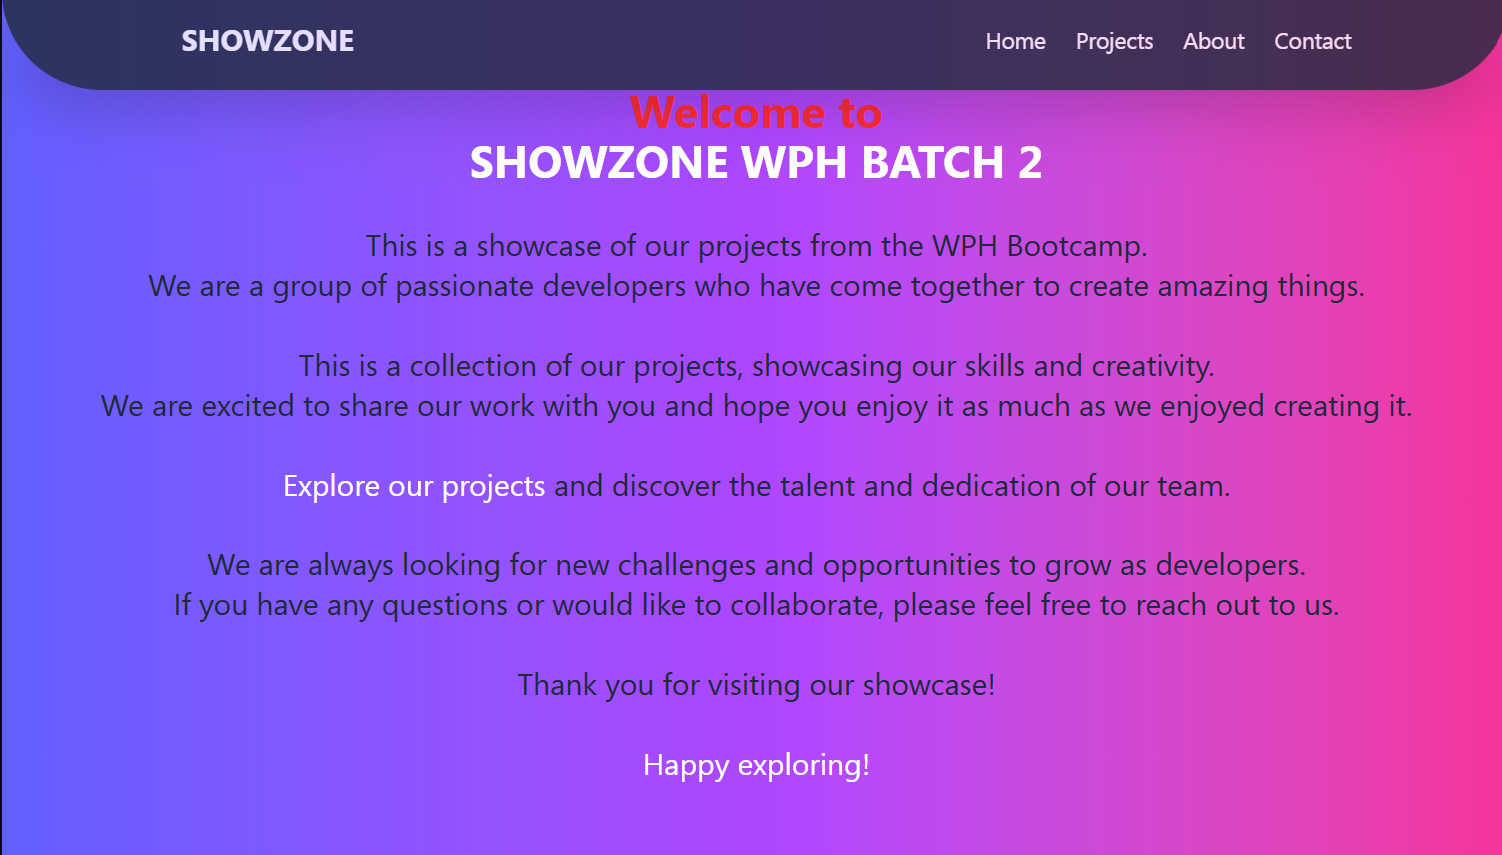 SHOWZONE
Home Projects About Contact
Welcome to
SHOWZONE WPH BATCH 2
This is a showcase of our projects from the WPH Bootcamp.
We are a group of passionate developers who have come together to create amazing things.
This is a collection of our projects, showcasing our skills and creativity.
We are excited to share our work with you and hope you enjoy it as much as we enjoyed creating it.
Explore our projects and discover the talent and dedication of our team.
We are always looking for new challenges and opportunities to grow as developers.
If you have any questions or would like to collaborate, please feel free to reach out to us.
Thank you for visiting our showcase!
Happy exploring!